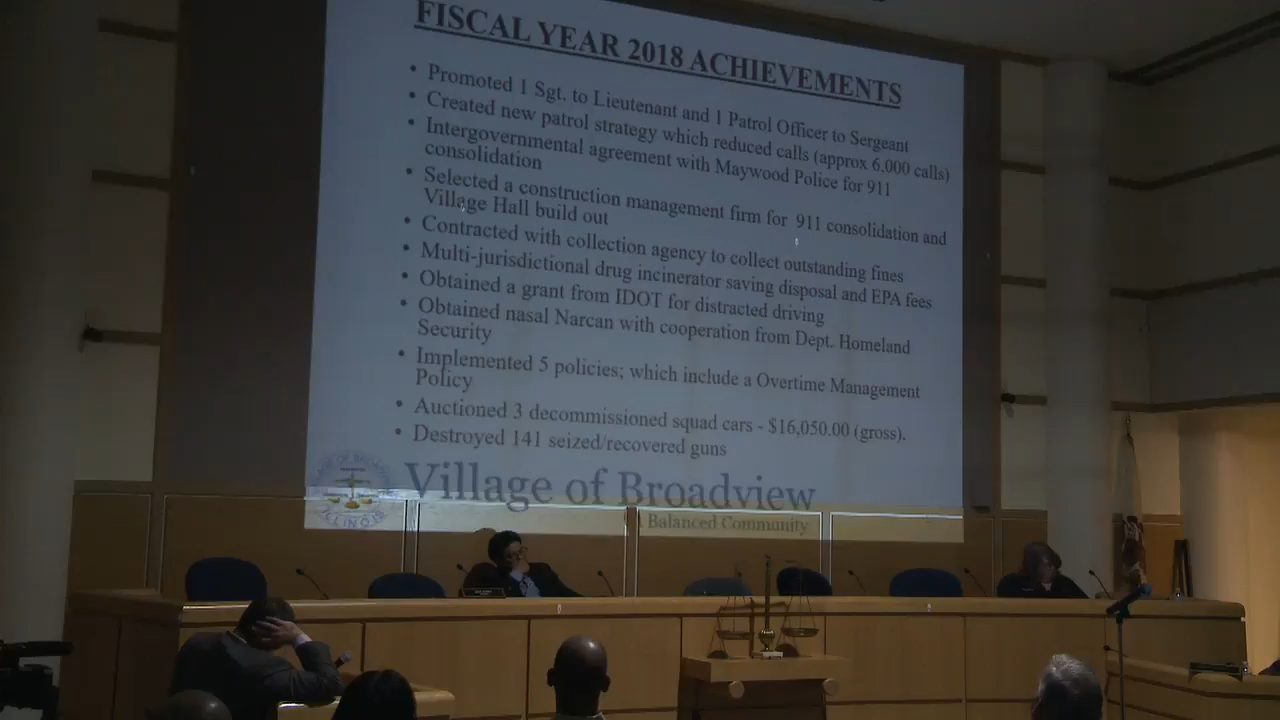 FISCAL YEAR 2018 ACHIEVEMENTS
• Promoted 1 Sgt. to Lieutenant and 1 Patrol Officer to Sergeant
• Created new patrol strategy which reduced calls (approx 6,000 calls)
• Intergovernmental agreement with Maywood Police for 911
consolidation
• Selected a construction management firm for 911 consolidation and
Village Hall build out
• Contracted with collection agency to collect outstanding fines
• Multi-jurisdictional drug incinerator saving disposal and EPA fees
• Obtained a grant from IDOT for distracted driving
• Obtained nasal Narcan with cooperation from Dept. Homeland
Security
• Implemented 5 policies; which include a Overtime Management
Policy
• Auctioned 3 decommissioned squad cars - $16,050.00 (gross).
• Destroyed 141 seized/recovered guns
Village of Broadview
Balanced Community
ILLINOIS